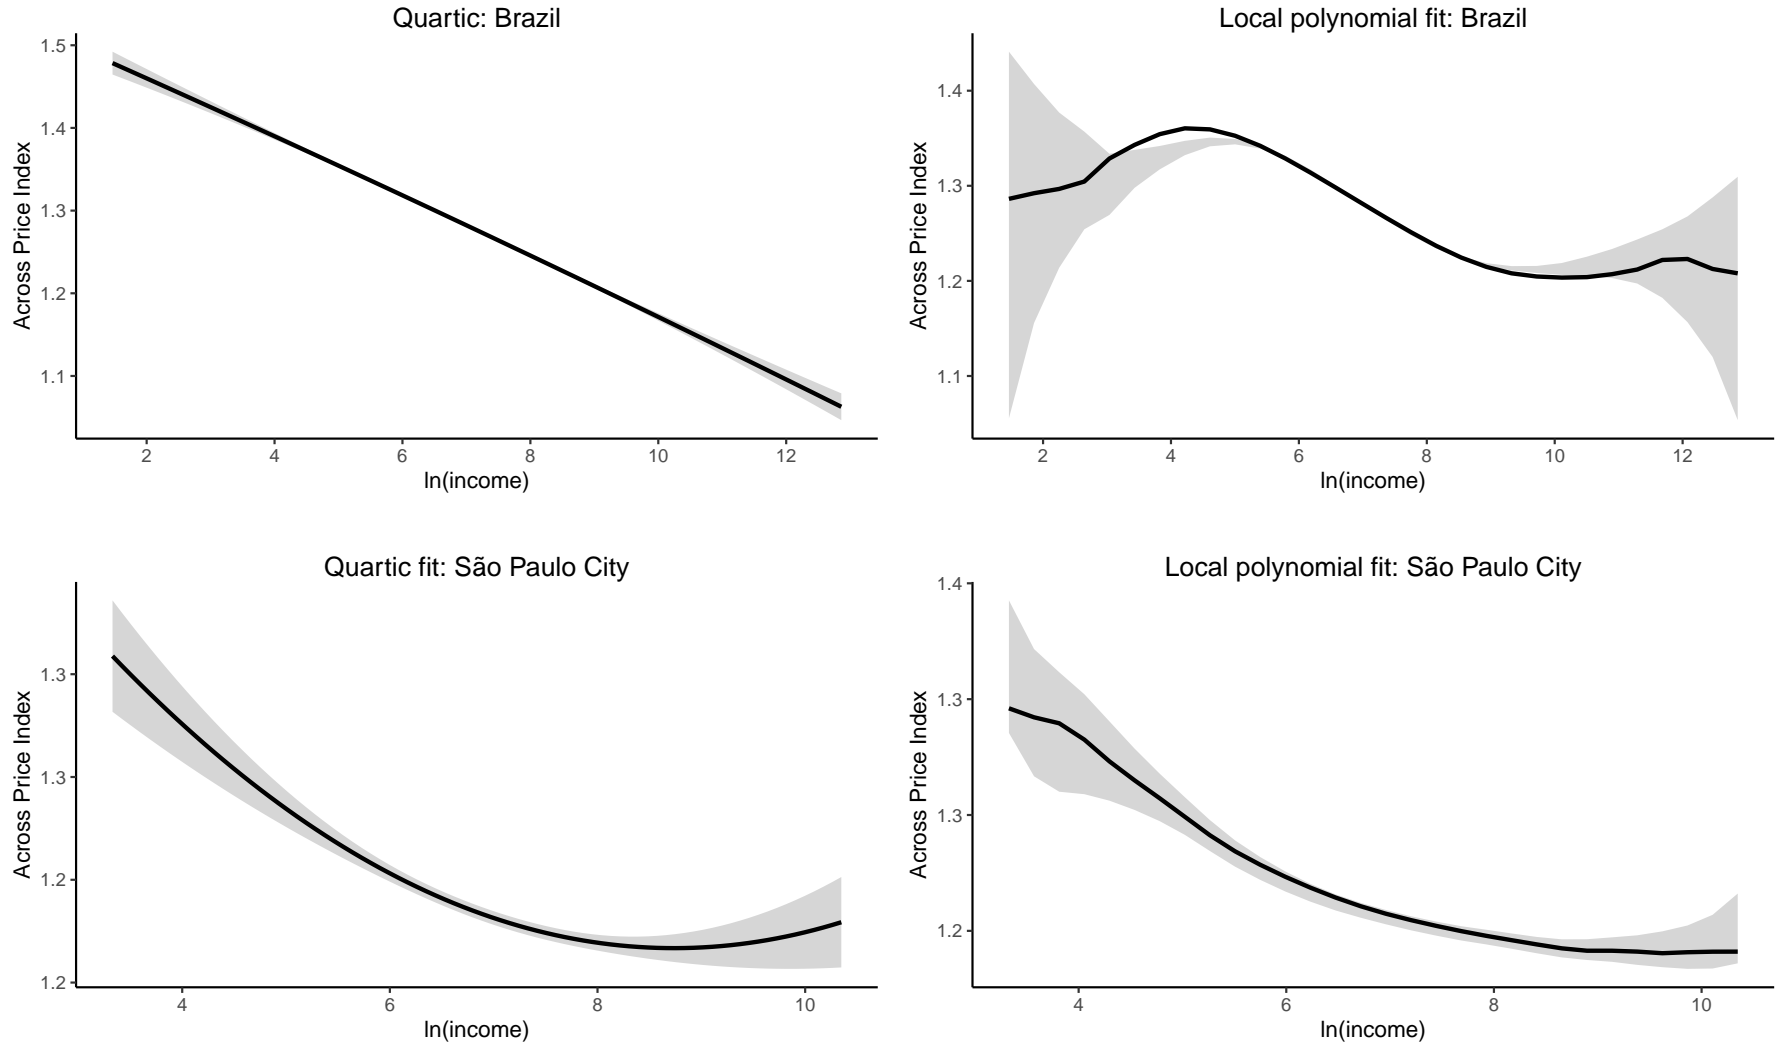 Quartic: Brazil
Across Price Index
1.5
1.4
1.3
1.2
1.1
2 4 6 8 10 12
ln(income)
Local polynomial fit: Brazil
Across Price Index
1.4
1.3
1.2
1.1
2 4 6 8 10 12
ln(income)
Quartic fit: São Paulo City
Across Price Index
1.3
1.3
1.2
1.2
4 6 8 10
ln(income)
Local polynomial fit: São Paulo City
Across Price Index
1.4
1.3
1.3
1.2
4 6 8 10
ln(income)